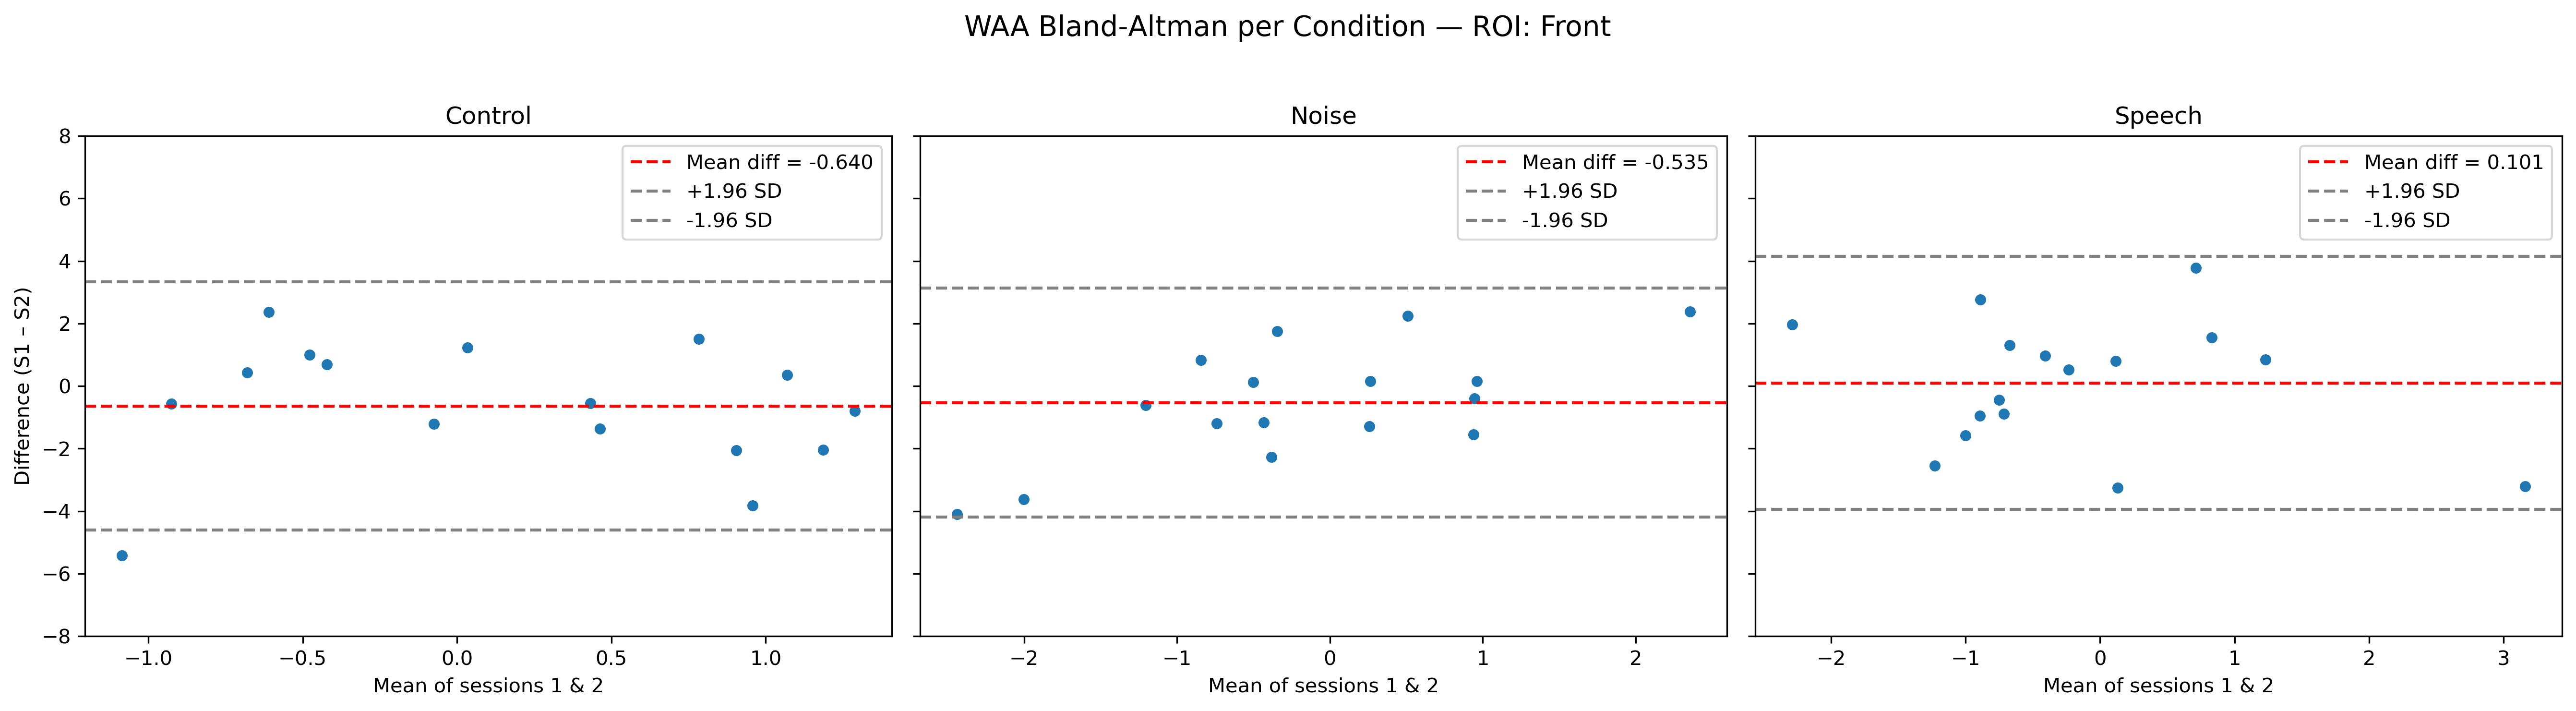 WAA Bland-Altman per Condition — ROI: Front
Control
Mean diff = -0.640
+1.96 SD
-1.96 SD
8
6
4
2
0
−2
−4
−6
−8
Difference (S1 – S2)
−1.0
−0.5
0.0
0.5
1.0
Mean of sessions 1 & 2
Noise
Mean diff = -0.535
+1.96 SD
-1.96 SD
−2
−1
0
1
2
Mean of sessions 1 & 2
Speech
Mean diff = 0.101
+1.96 SD
-1.96 SD
−2
−1
0
1
2
3
Mean of sessions 1 & 2